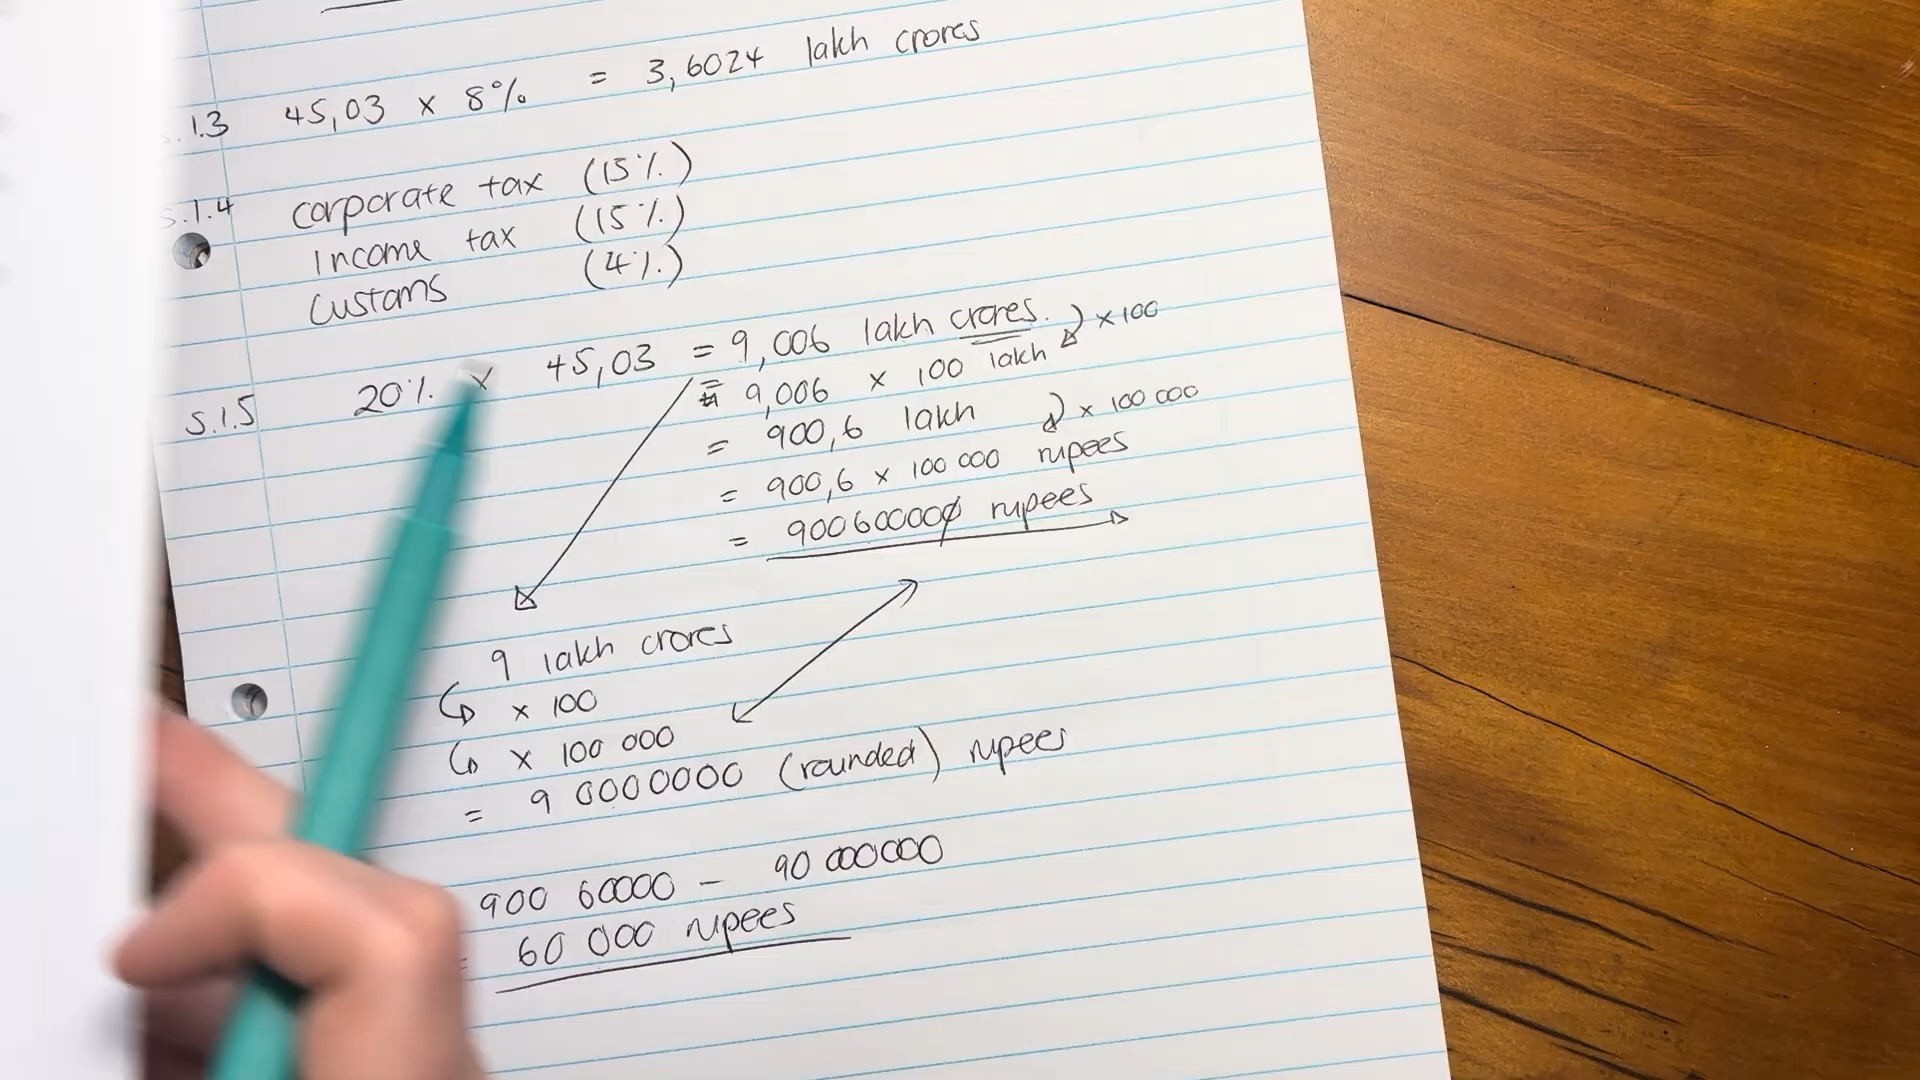 1.3 45,03 x 8% = 3,6024 lakh crores
5.1.4 corporate tax (15%)
Income tax (15%)
Customs (4%)
5.1.5 20% x 45,03 = 9,006 lakh crores. x 100
= 9,006 x 100 lakh
= 900,6 lakh x 100 000
= 900,6 x 100 000 rupees
= 90060000 rupees
9 lakh crores
x 100
x 100 000
= 9 0000000 (rounded) rupees
900 60000 - 90 000000
= 60 000 rupees